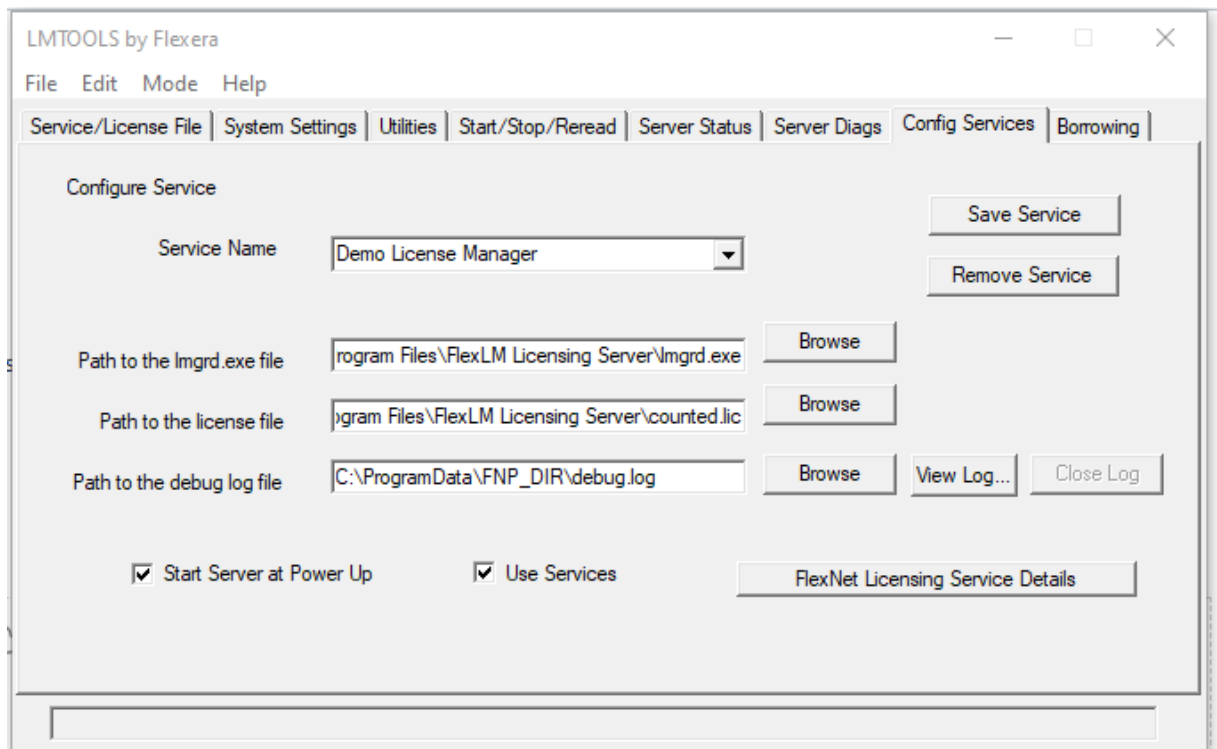 LMTOOLS by Flexera
File Edit Mode Help
Service/License File System Settings Utilities Start/Stop/Reread Server Status Server Diags Config Services Borrowing
Configure Service
Save Service
Service Name Demo License Manager
Remove Service
Path to the lmgrd.exe file rogram Files\FlexLM Licensing Server\lmgrd.exe Browse
Path to the license file ogram Files\FlexLM Licensing Server\counted.lic Browse
Path to the debug log file C:\ProgramData\FNP_DIR\debug.log Browse View Log... Close Log
Start Server at Power Up Use Services FlexNet Licensing Service Details